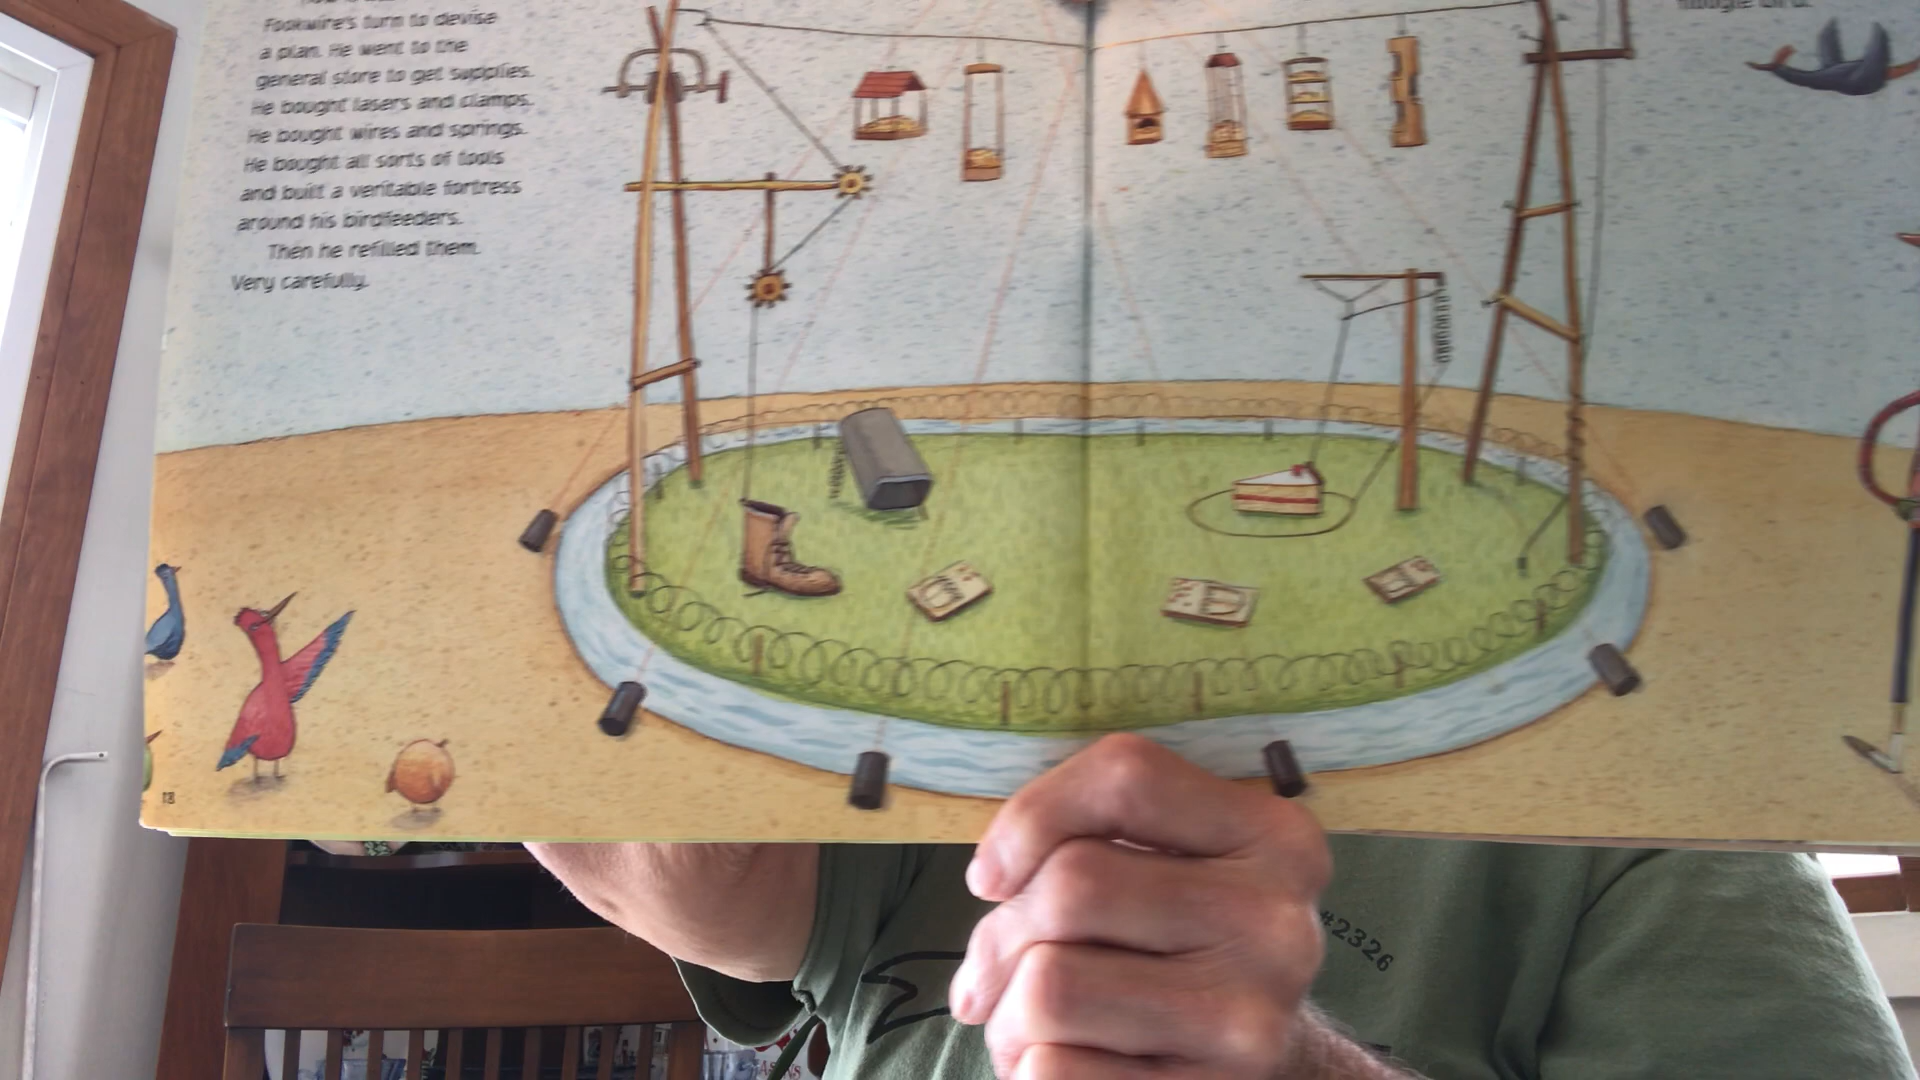 Fookwire's turn to devise
a plan. He went to the
general store to get supplies.
He bought lasers and clamps.
He bought wires and springs.
He bought all sorts of tools
and built a veritable fortress
around his birdfeeders.
Then he refilled them.
Very carefully.
18
#2326